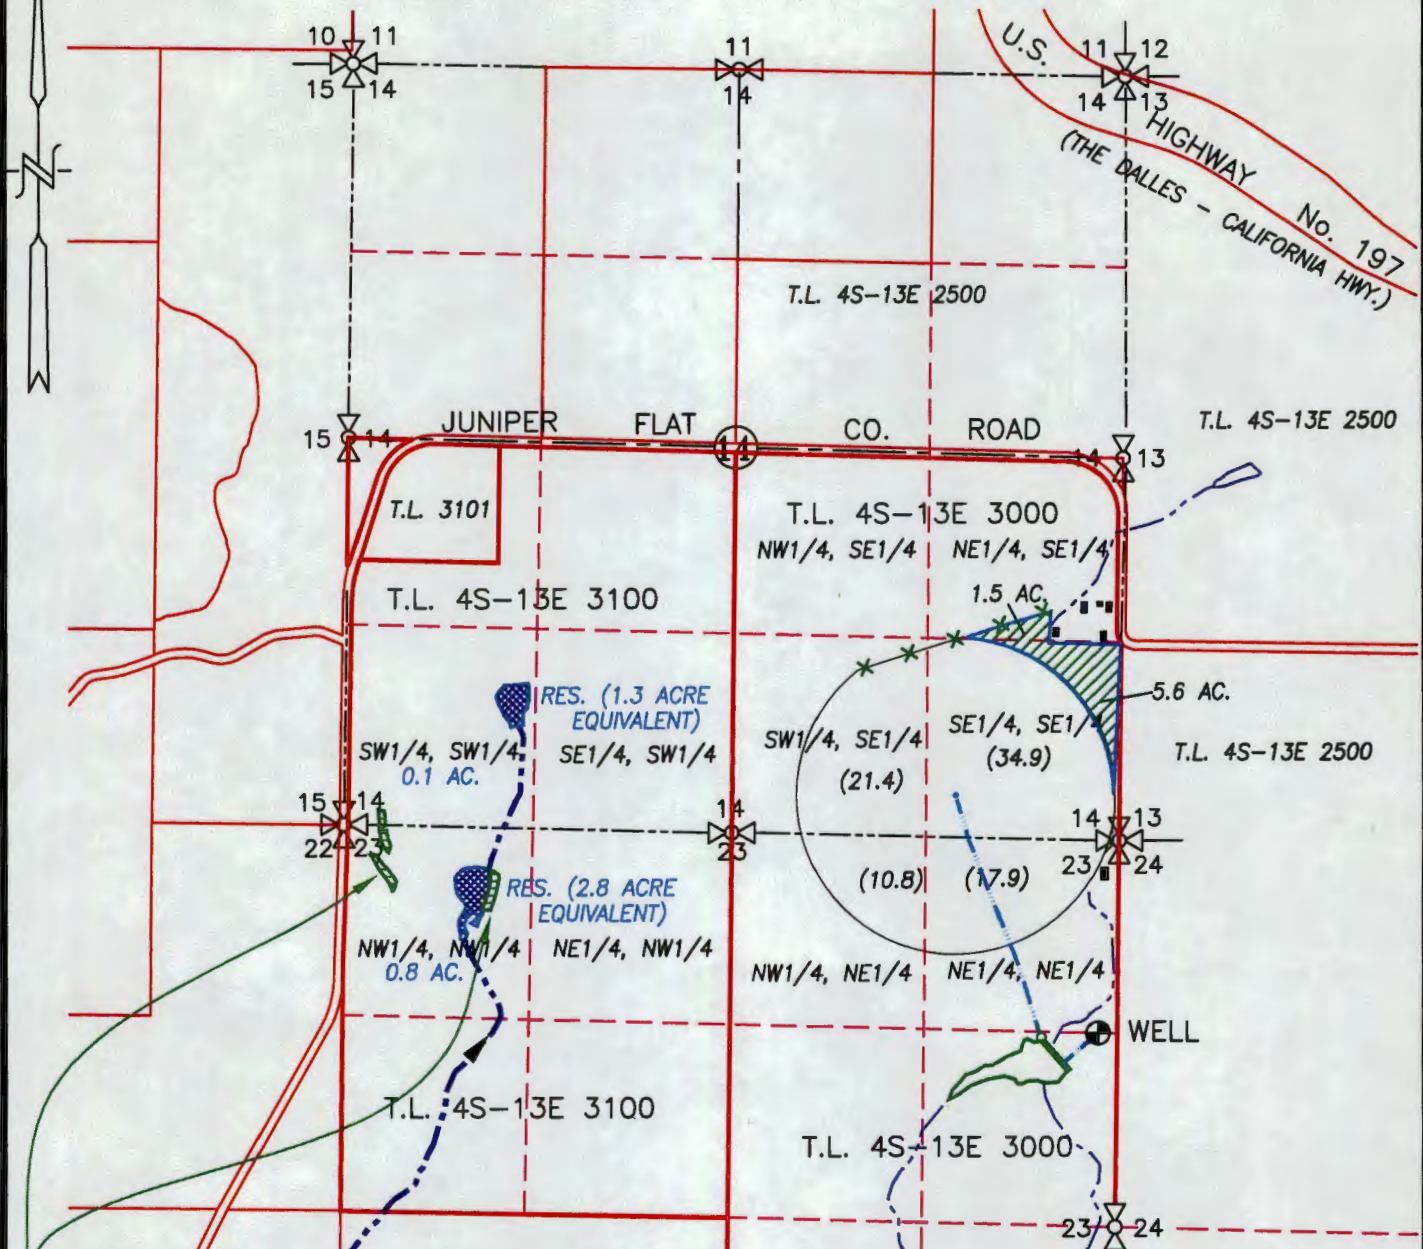 10 11
15 14
11
14
11 12
14 13
U.S.
HIGHWAY
No. 197
(THE DALLES - CALIFORNIA HWY.)
N
T.L. 4S-13E 2500
JUNIPER FLAT CO. ROAD
T.L. 4S-13E 2500
15 14
14
14 13
T.L. 3101
T.L. 4S-13E 3000
NW1/4, SE1/4 NE1/4, SE1/4
T.L. 4S-13E 3100
1.5 AC.
RES. (1.3 ACRE
EQUIVALENT)
5.6 AC.
SW1/4, SW1/4 SE1/4, SW1/4
0.1 AC.
SW1/4, SE1/4
(21.4)
SE1/4, SE1/4
(34.9)
T.L. 4S-13E 2500
15 14
22 23
14
23
14 13
23 24
(10.8) (17.9)
RES. (2.8 ACRE
EQUIVALENT)
NW1/4, NW1/4 NE1/4, NW1/4
0.8 AC.
NW1/4, NE1/4 NE1/4, NE1/4
WELL
T.L. 4S-13E 3100
T.L. 4S-13E 3000
23 24